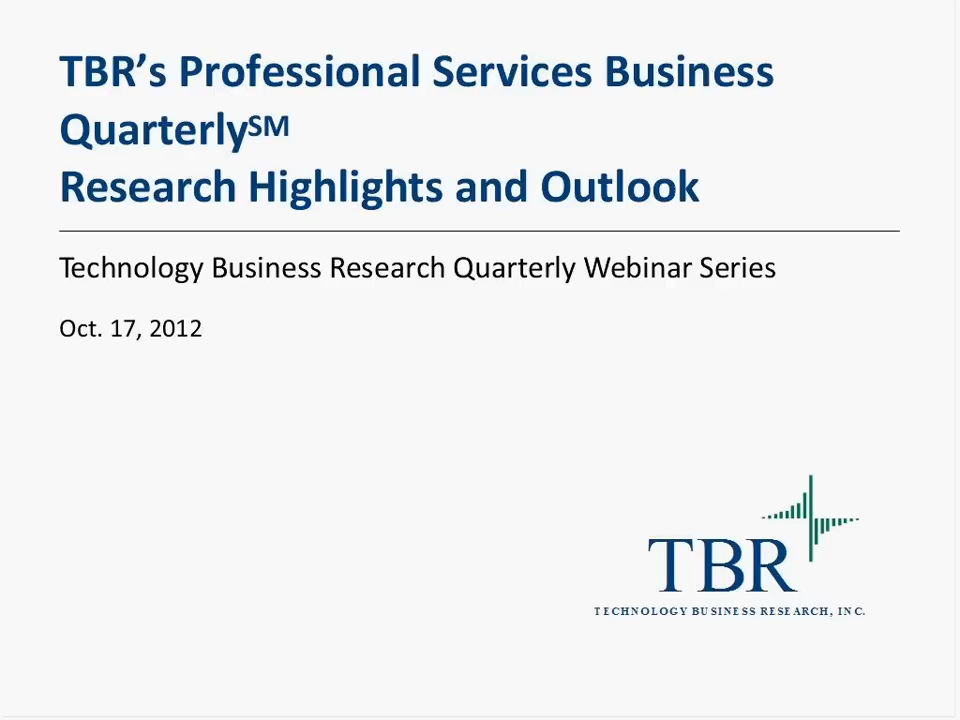 TBR’s Professional Services Business
Quarterly℠
Research Highlights and Outlook
Technology Business Research Quarterly Webinar Series
Oct. 17, 2012
TBR
TECHNOLOGY BUSINESS RESEARCH, INC.